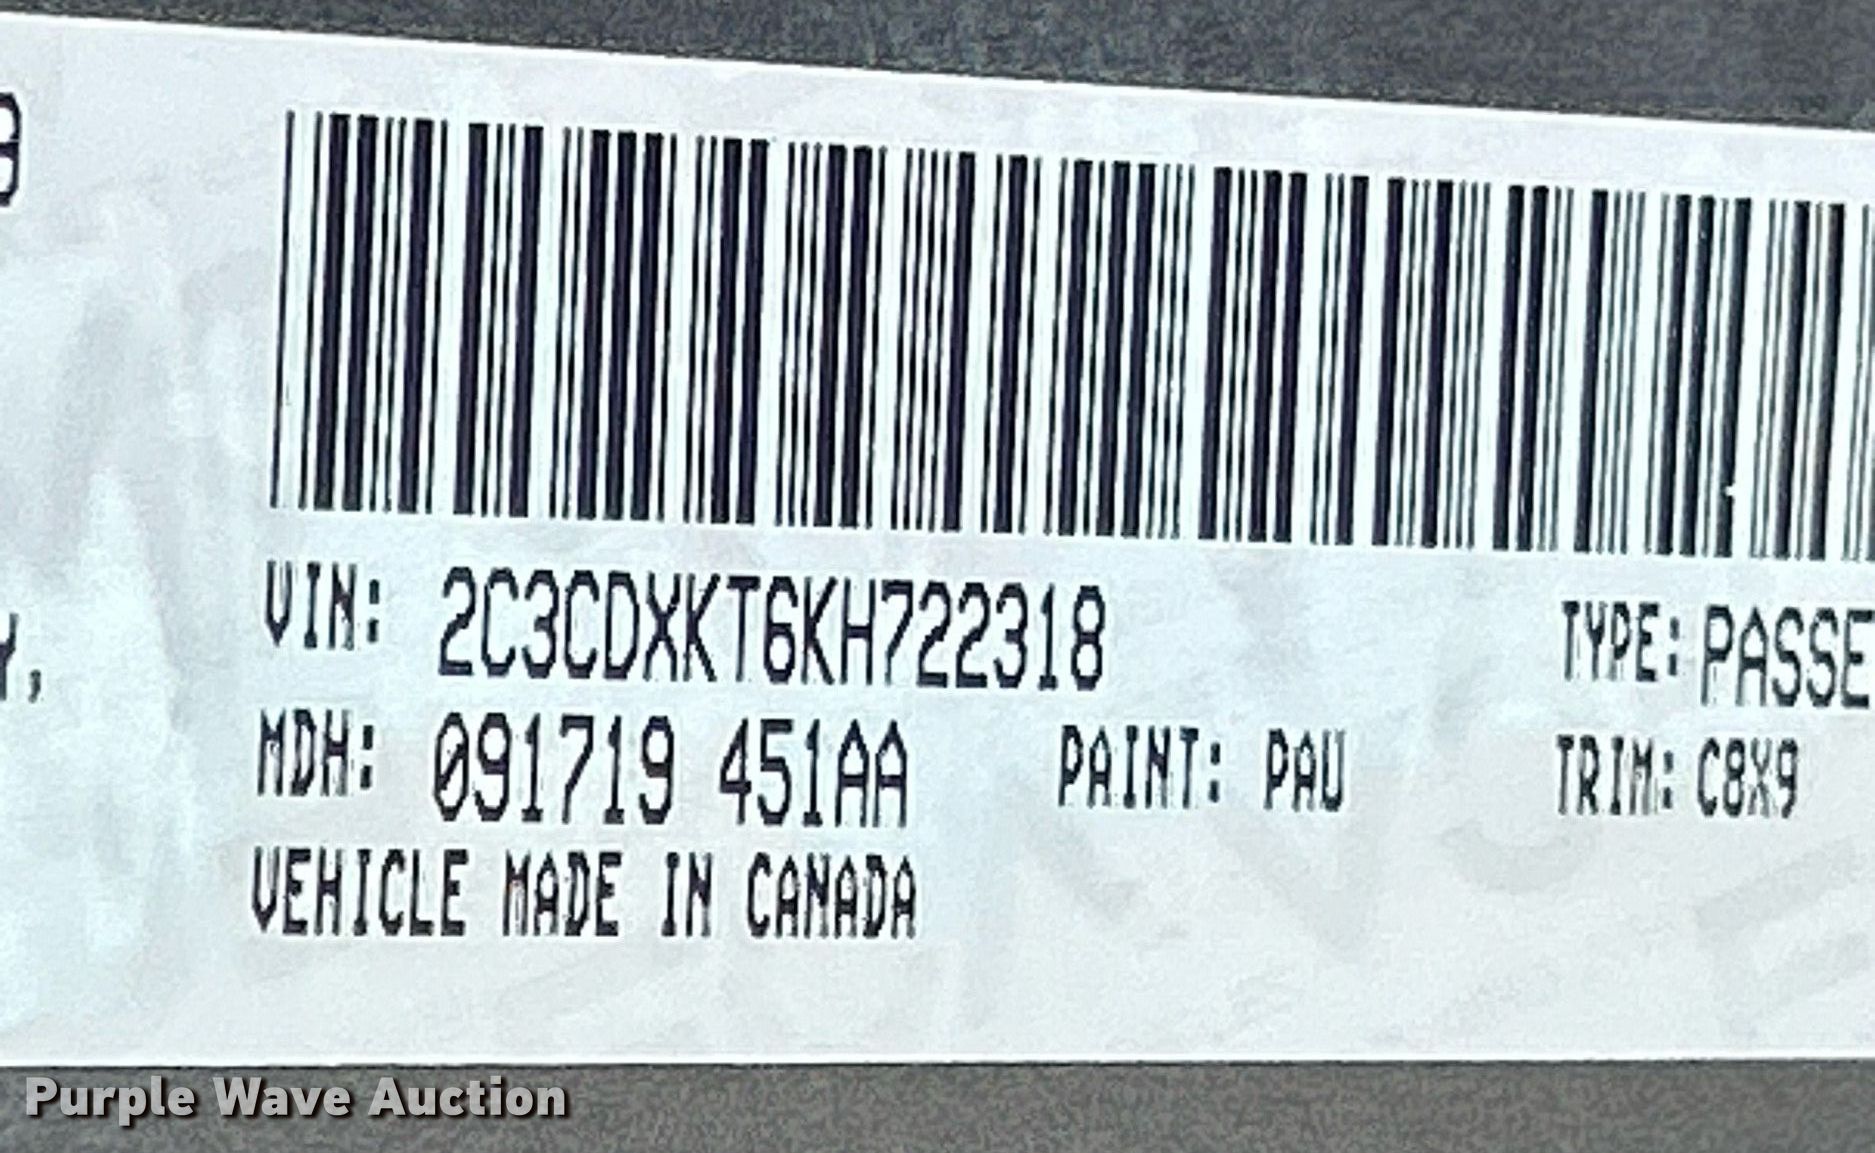 VIN: 2C3CDXKT6KH722318
TYPE: PASSE
MDH: 091719 451AA
PAINT: PAU
TRIM: C8X9
VEHICLE MADE IN CANADA
Purple Wave Auction